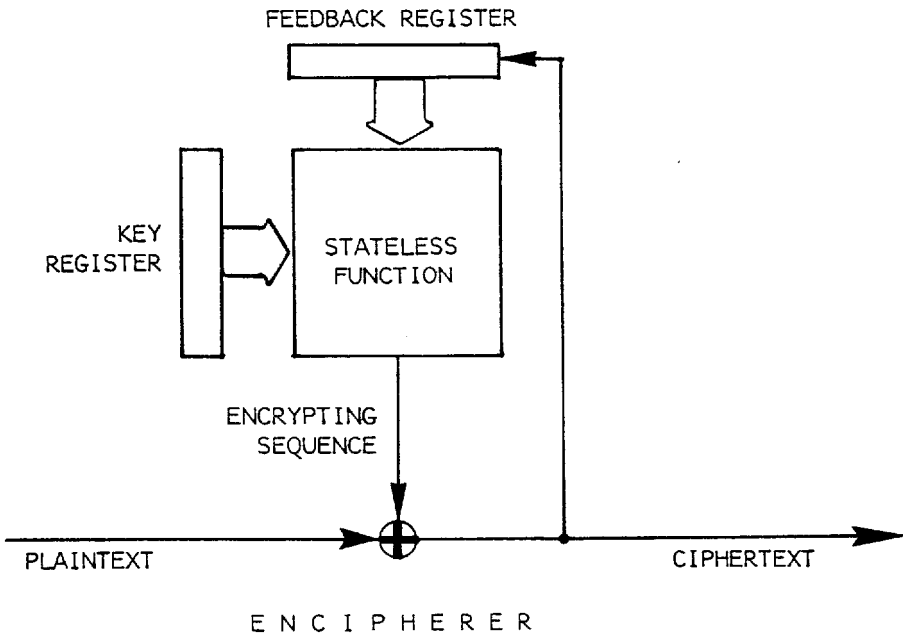 FEEDBACK REGISTER
KEY
REGISTER
STATELESS
FUNCTION
ENCRYPTING
SEQUENCE
PLAINTEXT
CIPHERTEXT
E N C I P H E R E R